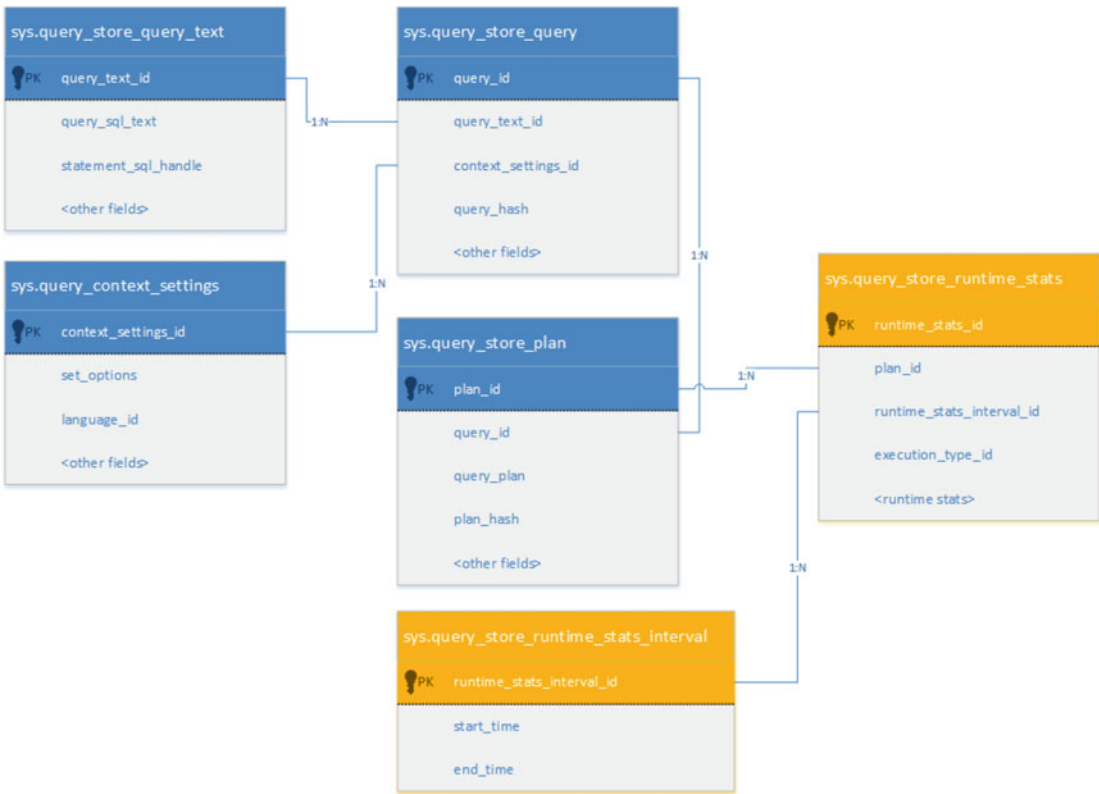 sys.query_store_query_text
PK query_text_id
query_sql_text
statement_sql_handle
<other fields>
sys.query_store_query
PK query_id
query_text_id
context_settings_id
query_hash
<other fields>
1:N
1:N
1:N
sys.query_context_settings
PK context_settings_id
set_options
language_id
<other fields>
sys.query_store_plan
PK plan_id
query_id
query_plan
plan_hash
<other fields>
sys.query_store_runtime_stats
PK runtime_stats_id
plan_id
runtime_stats_interval_id
execution_type_id
<runtime stats>
1:N
1:N
sys.query_store_runtime_stats_interval
PK runtime_stats_interval_id
start_time
end_time